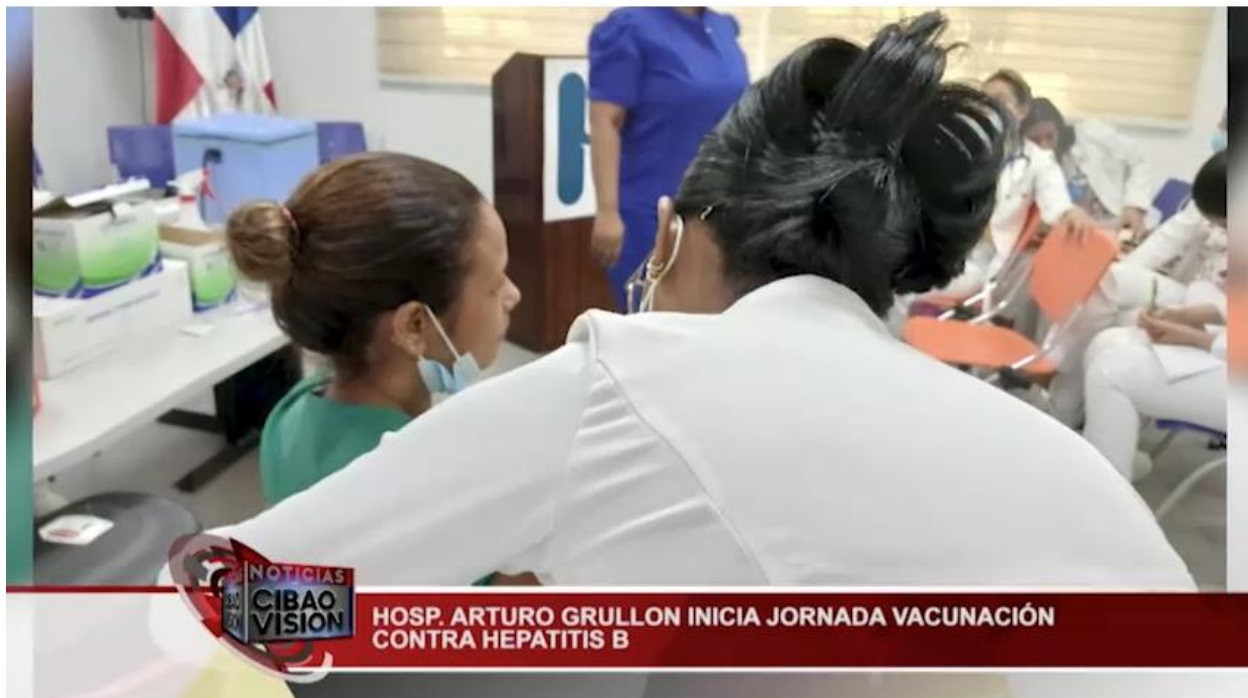 NOTICIAS
CIBAO
VISION
HOSP. ARTURO GRULLON INICIA JORNADA VACUNACIÓN
CONTRA HEPATITIS B